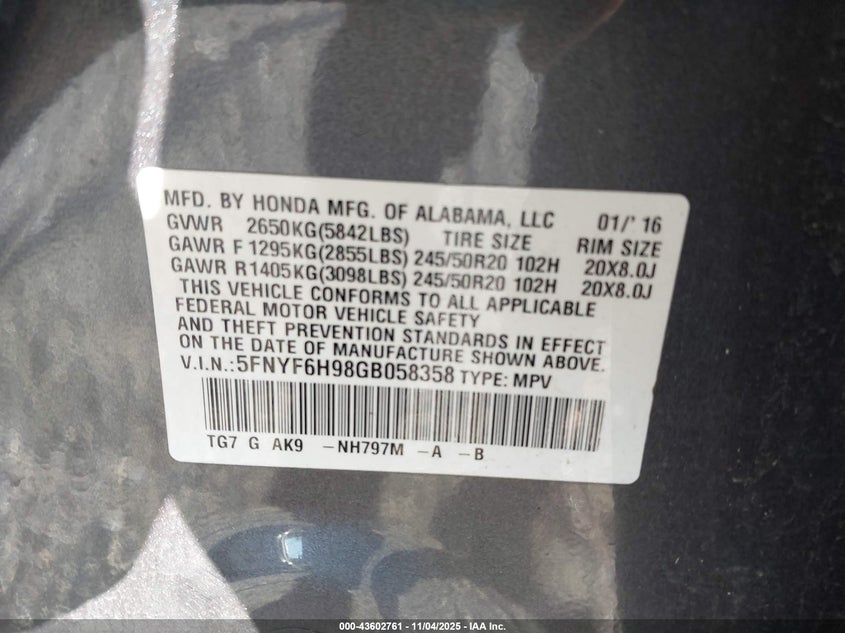 MFD. BY HONDA MFG. OF ALABAMA, LLC 01/' 16
GVWR 2650KG(5842LBS) TIRE SIZE RIM SIZE
GAWR F 1295KG(2855LBS) 245/50R20 102H 20X8.0J
GAWR R1405KG(3098LBS) 245/50R20 102H 20X8.0J
THIS VEHICLE CONFORMS TO ALL APPLICABLE
FEDERAL MOTOR VEHICLE SAFETY
AND THEFT PREVENTION STANDARDS IN EFFECT
ON THE DATE OF MANUFACTURE SHOWN ABOVE.
V.I.N.:5FNYF6H98GB058358 TYPE: MPV
TG7 G AK9 -NH797M -A -B
000-43602761 - 11/04/2025 - IAA Inc.